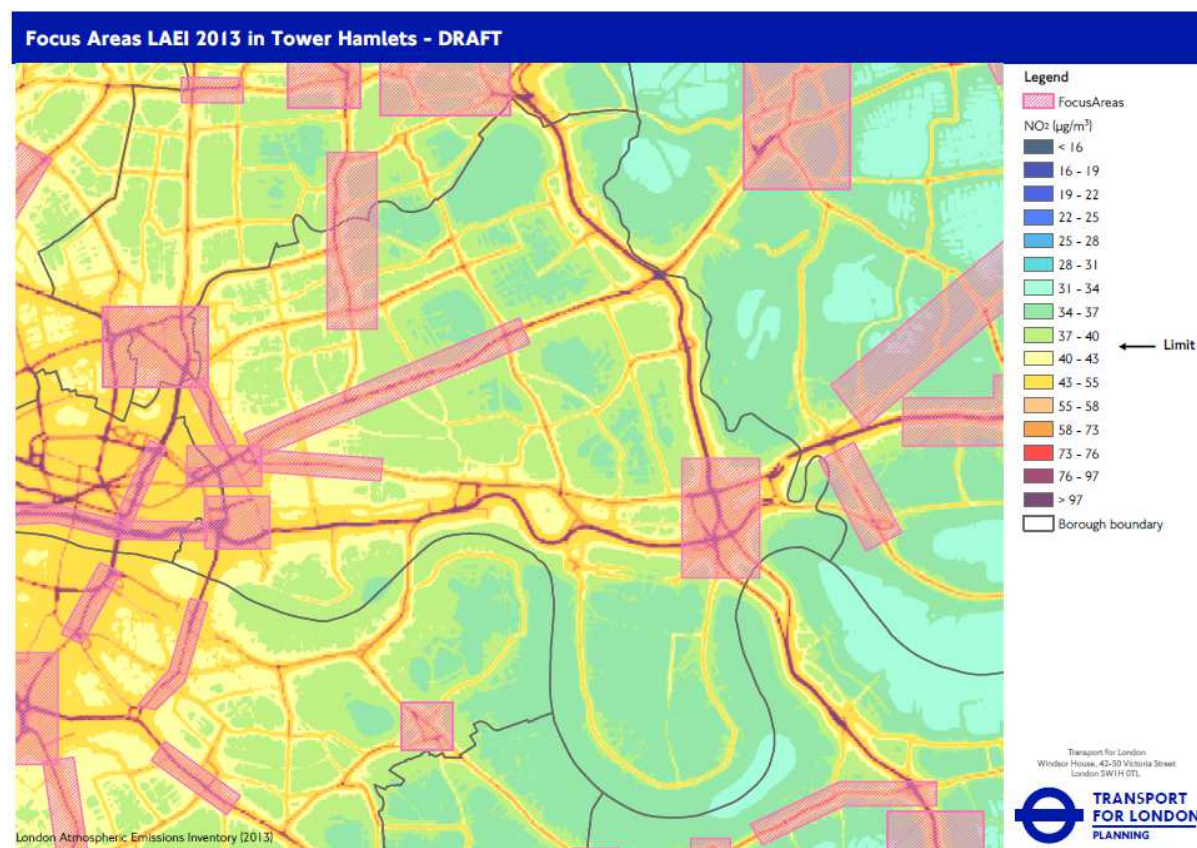 Focus Areas LAEI 2013 in Tower Hamlets - DRAFT
Legend
FocusAreas
NO2 (µg/m³)
< 16
16 - 19
19 - 22
22 - 25
25 - 28
28 - 31
31 - 34
34 - 37
37 - 40
Limit
40 - 43
43 - 55
55 - 58
58 - 73
73 - 76
76 - 97
> 97
Borough boundary
Transport for London
Windsor House, 42-50 Victoria Street
London SW1H 0TL
TRANSPORT
FOR LONDON
PLANNING
London Atmospheric Emissions Inventory (2013)